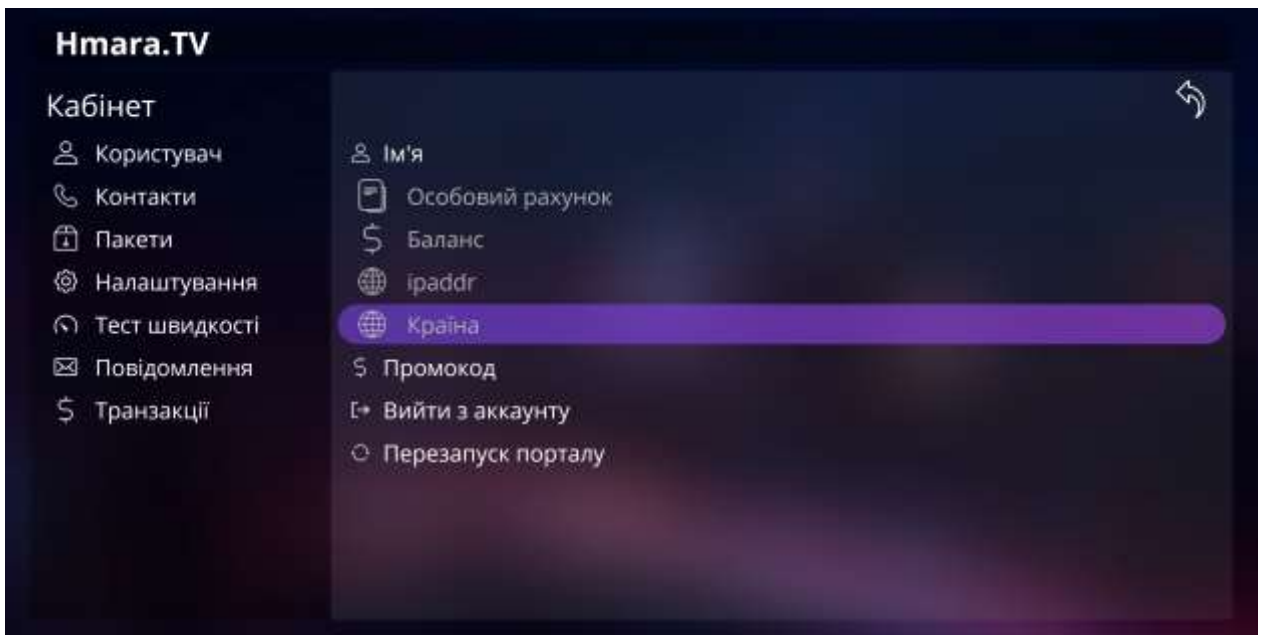 Hmara.TV
Кабінет
Користувач
Контакти
Пакети
Налаштування
Тест швидкості
Повідомлення
Транзакції
Ім'я
Особовий рахунок
Баланс
ipaddr
Країна
Промокод
Вийти з аккаунту
Перезапуск порталу